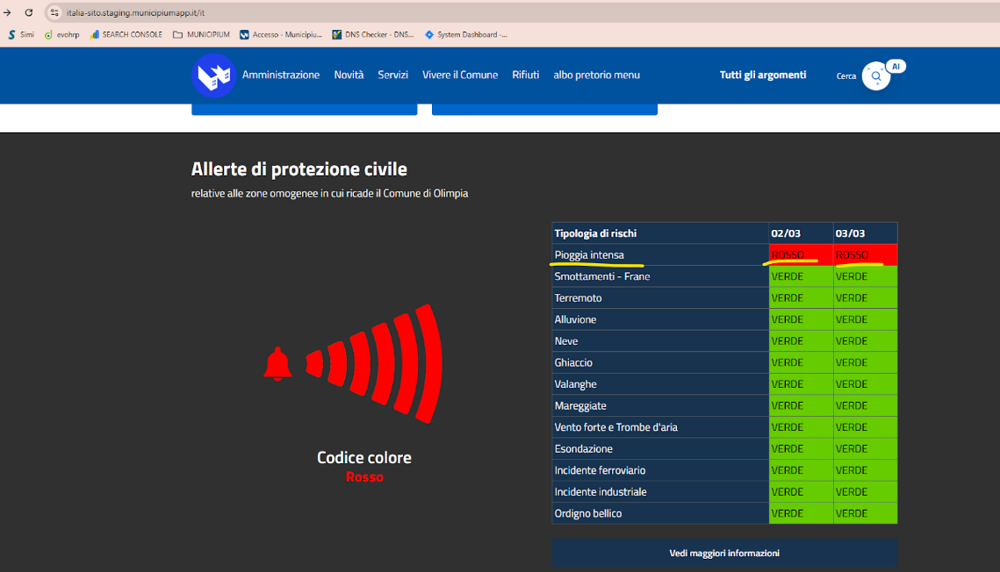 italia-sito.staging.municipiumapp.it/it
Simi evohrp SEARCH CONSOLE MUNICIPIUM Accesso - Municipiu... DNS Checker - DNS... System Dashboard -...
Amministrazione Novità Servizi Vivere il Comune Rifiuti albo pretorio menu Tutti gli argomenti Cerca AI
Allerte di protezione civile
relative alle zone omogenee in cui ricade il Comune di Olimpia
Tipologia di rischi 02/03 03/03
Pioggia intensa ROSSO ROSSO
Smottamenti - Frane VERDE VERDE
Terremoto VERDE VERDE
Alluvione VERDE VERDE
Neve VERDE VERDE
Ghiaccio VERDE VERDE
Valanghe VERDE VERDE
Mareggiate VERDE VERDE
Vento forte e Trombe d'aria VERDE VERDE
Esondazione VERDE VERDE
Incidente ferroviario VERDE VERDE
Incidente industriale VERDE VERDE
Ordigno bellico VERDE VERDE
Codice colore
Rosso
Vedi maggiori informazioni